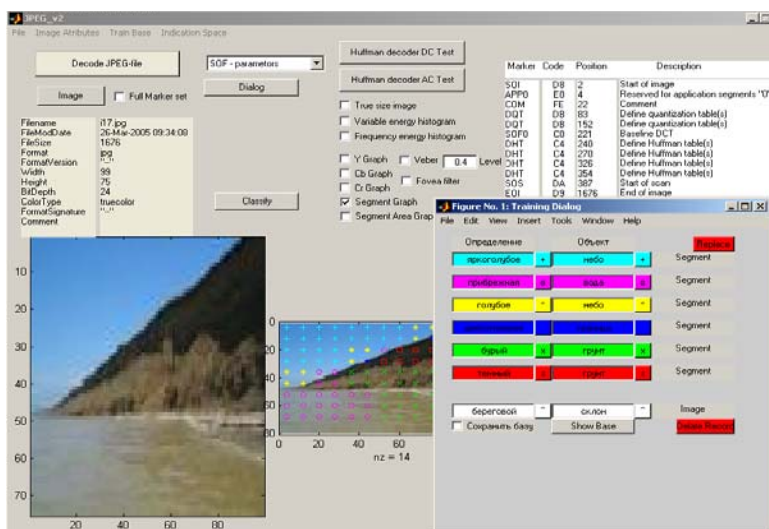 JPEG_v2
File Image Atributes Train Base Indication Space
Decode JPEG-file
SOF - parametors
Huffman decoder DC Test
Image
Full Marker set
Dialog
Huffman decoder AC Test
True size image
Variable energy histogram
Frequency energy histogram
Y Graph
Veber 0.4 Level
Cb Graph
Fovea filter
Cr Graph
Segment Graph
Segment Area Grap
Classify
Filename i17.jpg
FileModDate 26-Mar-2005 09:34:08
FileSize 1676
Format jpg
FormatVersion
Width 99
Height 75
BitDepth 24
ColorType truecolor
FormatSignature
Comment
Marker Code Position Description
SOI D8 2 Start of image
APP0 E0 4 Reserved for application segments "0"
COM FE 22 Comment
DQT DB 83 Define quantization table(s)
DQT DB 152 Define quantization table(s)
SOF0 C0 221 Baseline DCT
DHT C4 240 Define Huffman table(s)
DHT C4 270 Define Huffman table(s)
DHT C4 326 Define Huffman table(s)
DHT C4 354 Define Huffman table(s)
SOS DA 387 Start of scan
EOI D9 1676 End of image
0
10
20
30
40
50
60
70
20 40 60 80
0
20
40
60
80
0 20 40 60
nz = 14
Figure No. 1: Training Dialog
File Edit View Insert Tools Window Help
Определение Объект Replace
яркоголубое + небо + Segment
прибрежная o вода o Segment
голубое * небо * Segment
Segment
бурый x грунт x Segment
темный s грунт s Segment
береговой ^ склон ^ Image
Сохранить базу Show Base Delete Record